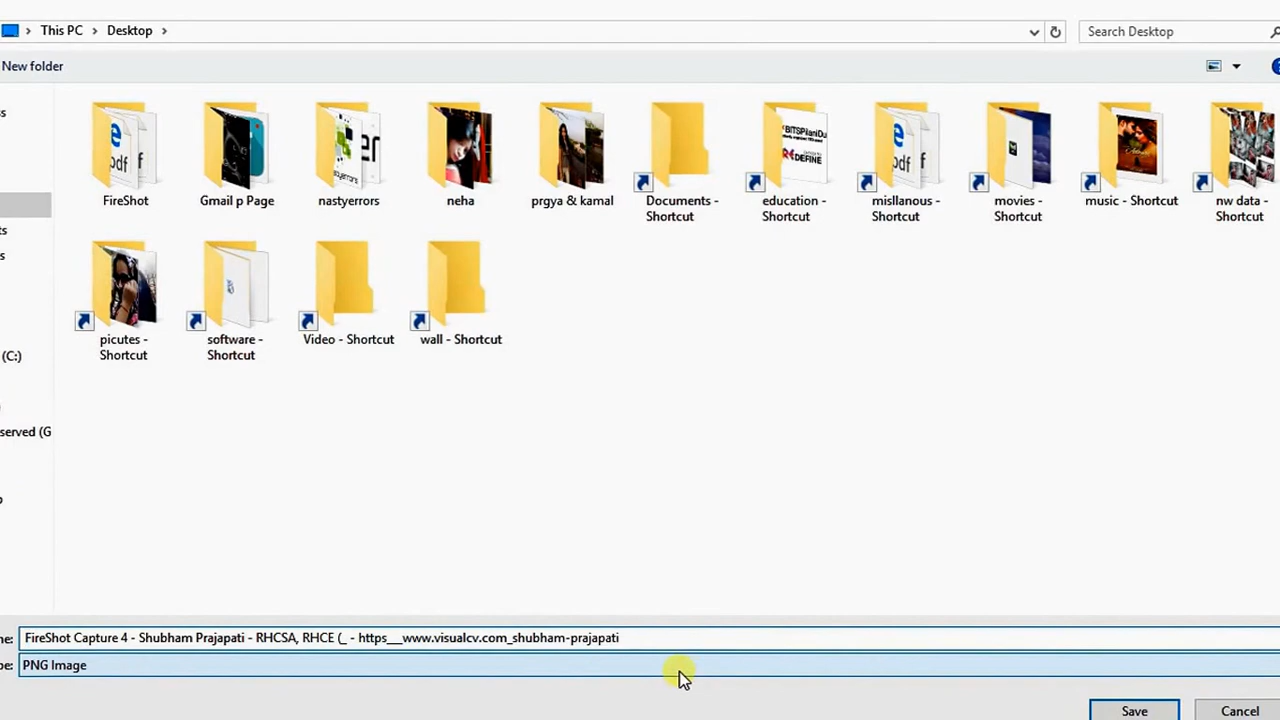 This PC > Desktop >
Search Desktop
New folder
FireShot
Gmail p Page
nastyerrors
neha
prgya & kamal
Documents - Shortcut
education - Shortcut
misllanous - Shortcut
movies - Shortcut
music - Shortcut
nw data - Shortcut
picutes - Shortcut
software - Shortcut
Video - Shortcut
wall - Shortcut
(C:)
served (G
FireShot Capture 4 - Shubham Prajapati - RHCSA, RHCE (_ - https___www.visualcv.com_shubham-prajapati
PNG Image
Save
Cancel